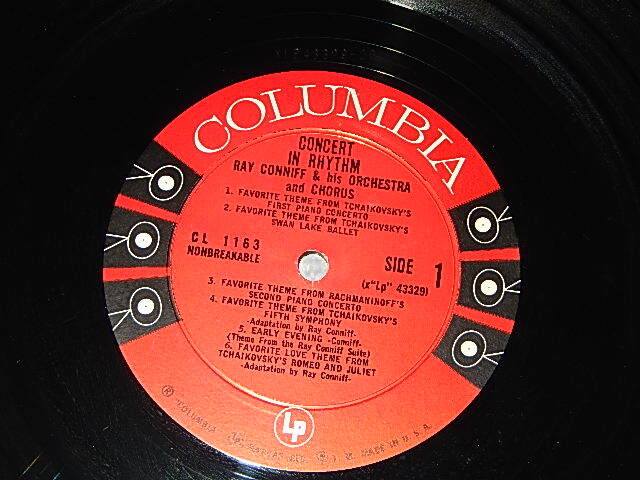 COLUMBIA
CONCERT
IN RHYTHM
RAY CONNIFF & his ORCHESTRA
and CHORUS
1. FAVORITE THEME FROM TCHAIKOVSKY'S
FIRST PIANO CONCERTO
2. FAVORITE THEME FROM TCHAIKOVSKY'S
SWAN LAKE BALLET
CL 1163
NONBREAKABLE
SIDE 1
(x"Lp" 43329)
3. FAVORITE THEME FROM RACHMANINOFF'S
SECOND PIANO CONCERTO
4. FAVORITE THEME FROM TCHAIKOVSKY'S
FIFTH SYMPHONY
-Adaptation by Ray Conniff-
5. EARLY EVENING -Conniff-
(Theme From the Ray Conniff Suite)
6. FAVORITE LOVE THEME FROM
TCHAIKOVSKY'S ROMEO AND JULIET
-Adaptation by Ray Conniff-
Lp
® "COLUMBIA" MADE IN U.S.A.